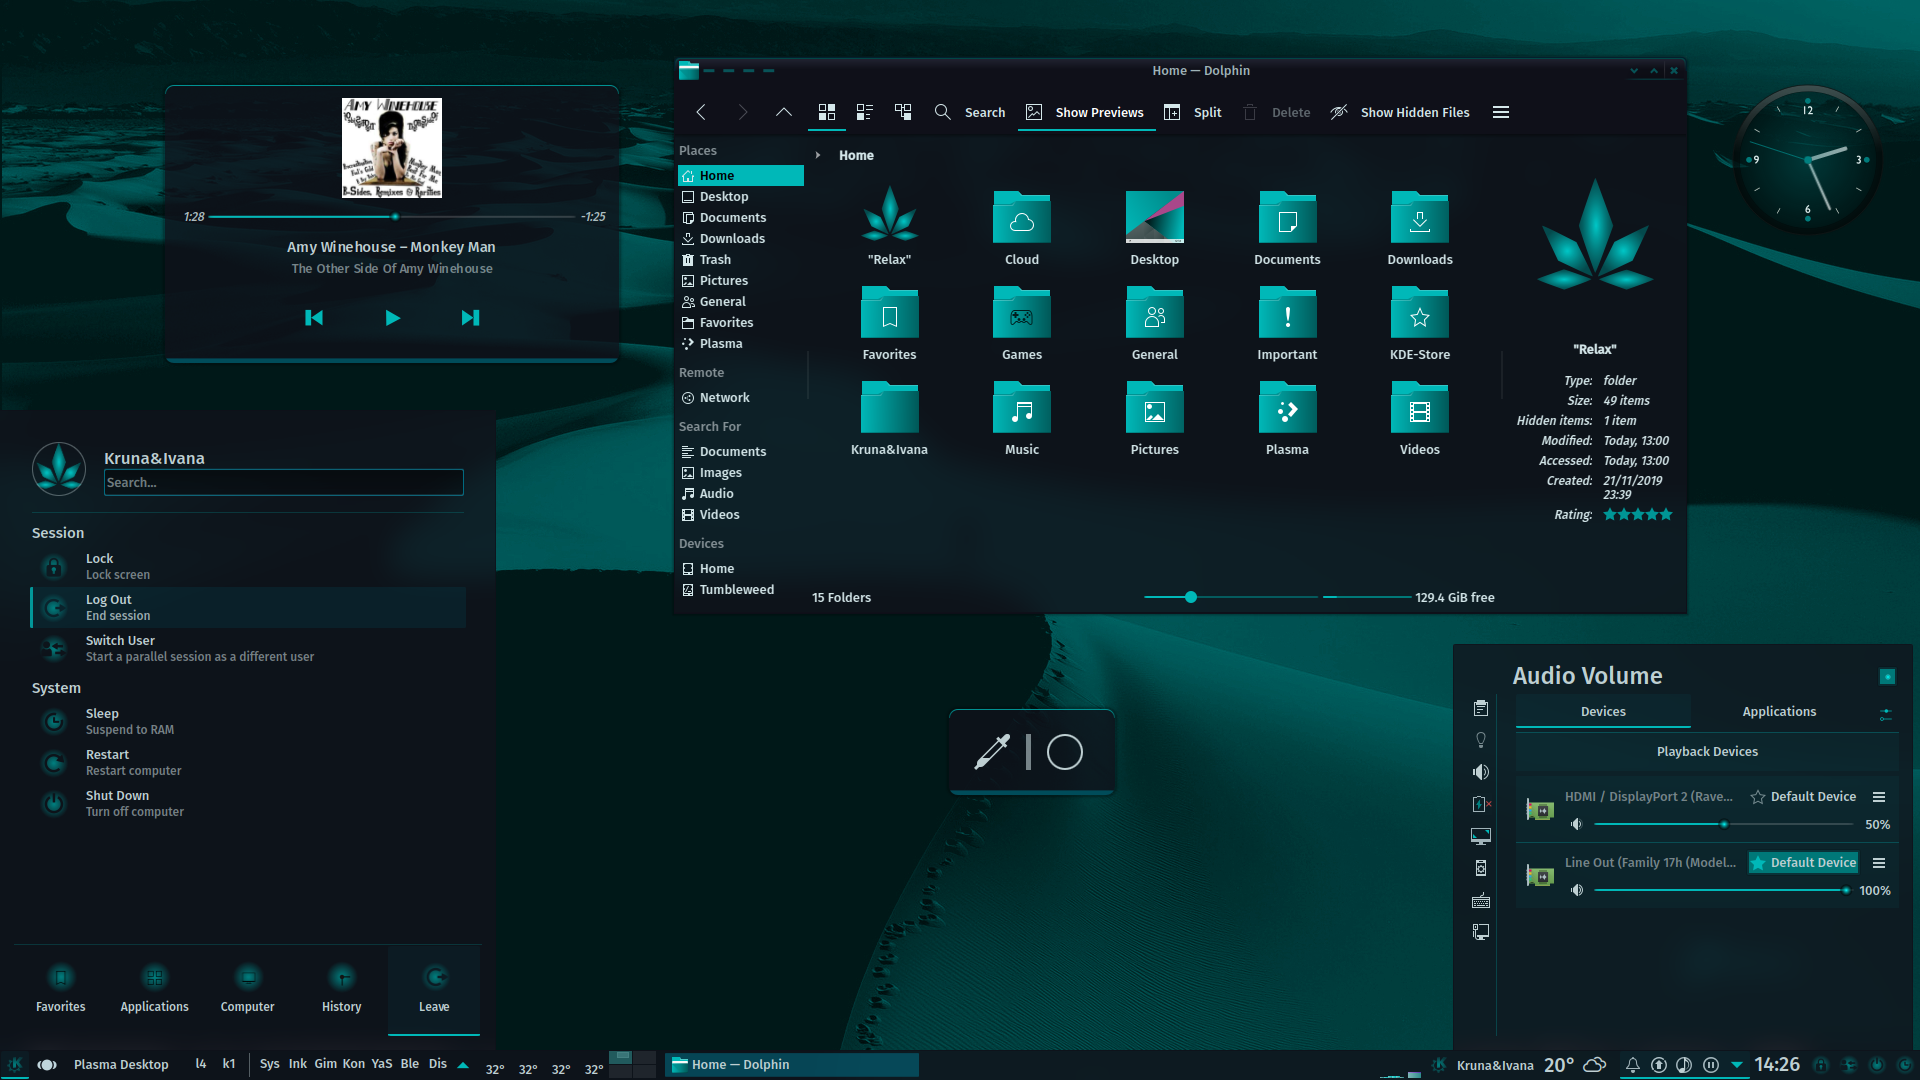 Home — Dolphin
Search
Show Previews
Split
Delete
Show Hidden Files
Places
Home
Desktop
Documents
Downloads
Trash
Pictures
General
Favorites
Plasma
Remote
Network
Search For
Documents
Images
Audio
Videos
Devices
Home
Tumbleweed
Home
"Relax"
Cloud
Desktop
Documents
Downloads
Favorites
Games
General
Important
KDE-Store
Kruna&Ivana
Music
Pictures
Plasma
Videos
15 Folders
129.4 GiB free
"Relax"
Type: folder
Size: 49 items
Hidden items: 1 item
Modified: Today, 13:00
Accessed: Today, 13:00
Created: 21/11/2019
23:39
Rating:
12
3
6
9
AMY WINEHOUSE
B-Sides, Remixes & Rarities
1:28
-1:25
Amy Winehouse – Monkey Man
The Other Side Of Amy Winehouse
Kruna&Ivana
Search...
Session
Lock
Lock screen
Log Out
End session
Switch User
Start a parallel session as a different user
System
Sleep
Suspend to RAM
Restart
Restart computer
Shut Down
Turn off computer
Favorites
Applications
Computer
History
Leave
Audio Volume
Devices
Applications
Playback Devices
HDMI / DisplayPort 2 (Rave...
Default Device
50%
Line Out (Family 17h (Model...
Default Device
100%
Plasma Desktop
l4
k1
Sys
Ink
Gim
Kon
YaS
Ble
Dis
32°
32°
32°
32°
Home — Dolphin
Kruna&Ivana
20°
14:26